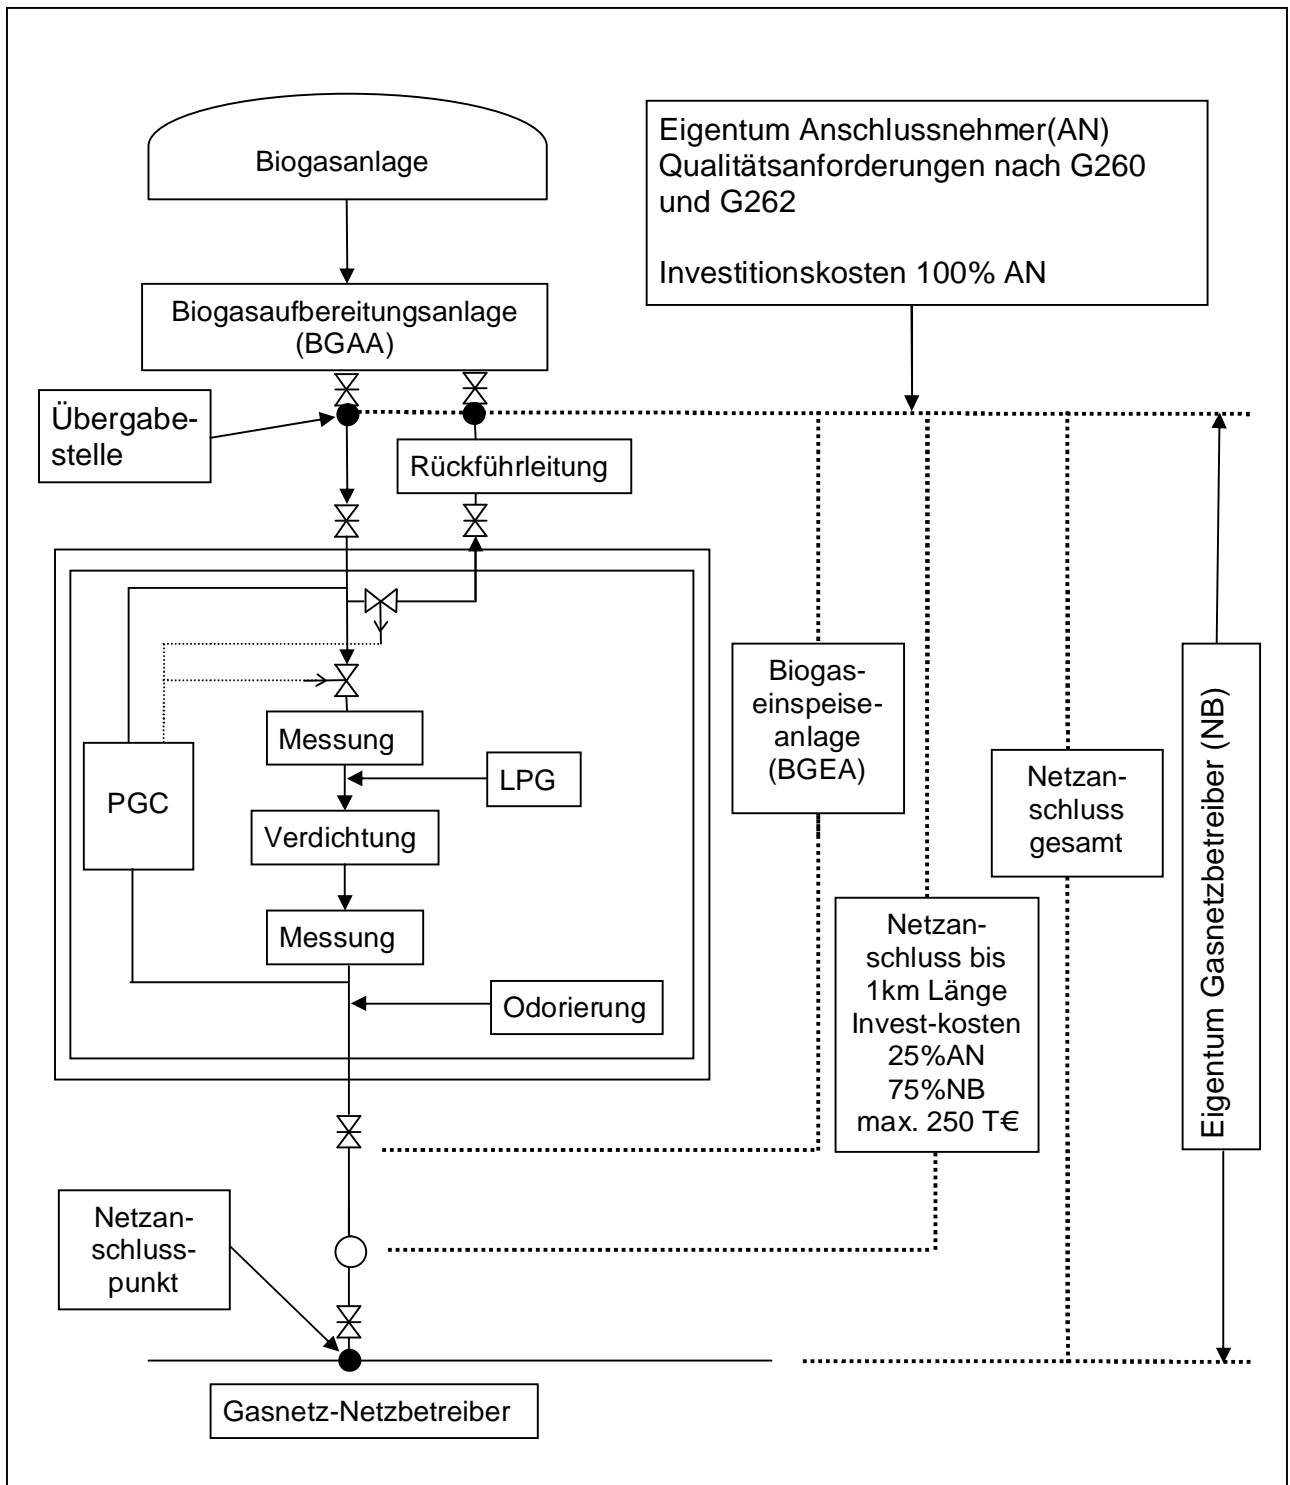 Biogasanlage
Eigentum Anschlussnehmer(AN)
Qualitätsanforderungen nach G260
und G262
Investitionskosten 100% AN
Biogasaufbereitungsanlage
(BGAA)
Übergabe-
stelle
Rückführleitung
Messung
LPG
PGC
Verdichtung
Messung
Odorierung
Biogas-
einspeise-
anlage
(BGEA)
Netzan-
schluss bis
1km Länge
Invest-kosten
25%AN
75%NB
max. 250 T€
Netzan-
schluss
gesamt
Eigentum Gasnetzbetreiber (NB)
Netzan-
schluss-
punkt
Gasnetz-Netzbetreiber